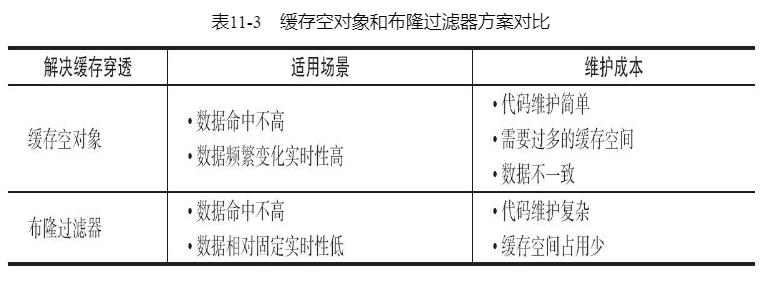 表11-3 缓存空对象和布隆过滤器方案对比
解决缓存穿透 适用场景 维护成本
缓存空对象
• 数据命中不高
• 数据频繁变化实时性高
• 代码维护简单
• 需要过多的缓存空间
• 数据不一致
布隆过滤器
• 数据命中不高
• 数据相对固定实时性低
• 代码维护复杂
• 缓存空间占用少